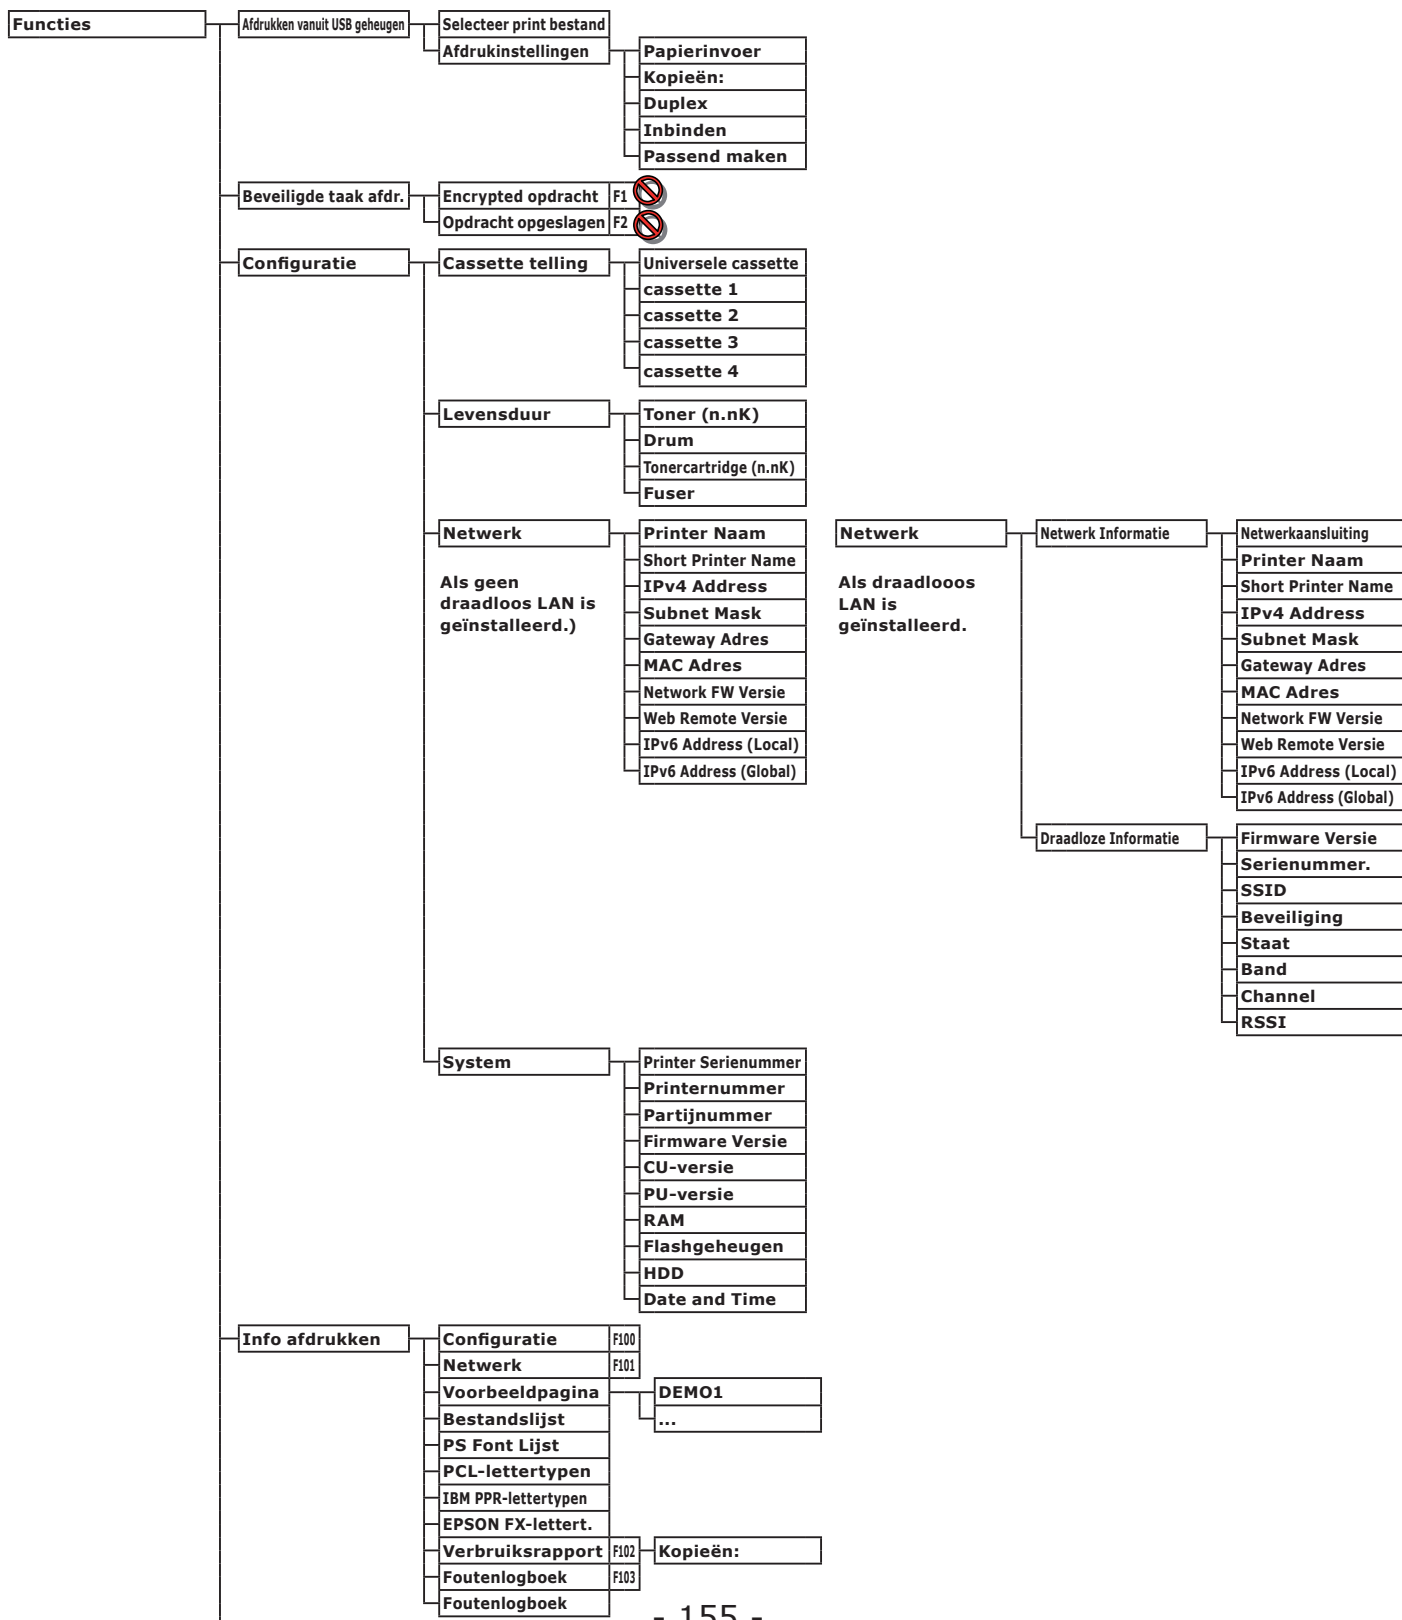 Functies
Afdrukken vanuit USB geheugen
Selecteer print bestand
Afdrukinstellingen
Papierinvoer
Kopieën:
Duplex
Inbinden
Passend maken
Beveiligde taak afdr.
Encrypted opdracht F1
Opdracht opgeslagen F2
Configuratie
Cassette telling
Universele cassette
cassette 1
cassette 2
cassette 3
cassette 4
Levensduur
Toner (n.nK)
Drum
Tonercartridge (n.nK)
Fuser
Netwerk
Als geen
draadloos LAN is
geïnstalleerd.)
Printer Naam
Short Printer Name
IPv4 Address
Subnet Mask
Gateway Adres
MAC Adres
Network FW Versie
Web Remote Versie
IPv6 Address (Local)
IPv6 Address (Global)
Netwerk
Als draadlooos
LAN is
geïnstalleerd.
Netwerk Informatie
Netwerkaansluiting
Printer Naam
Short Printer Name
IPv4 Address
Subnet Mask
Gateway Adres
MAC Adres
Network FW Versie
Web Remote Versie
IPv6 Address (Local)
IPv6 Address (Global)
Draadloze Informatie
Firmware Versie
Serienummer.
SSID
Beveiliging
Staat
Band
Channel
RSSI
System
Printer Serienummer
Printernummer
Partijnummer
Firmware Versie
CU-versie
PU-versie
RAM
Flashgeheugen
HDD
Date and Time
Info afdrukken
Configuratie F100
Netwerk F101
Voorbeeldpagina
DEMO1
...
Bestandslijst
PS Font Lijst
PCL-lettertypen
IBM PPR-lettertypen
EPSON FX-lettert.
Verbruiksrapport F102
Kopieën:
Foutenlogboek F103
Foutenlogboek
- 155 -